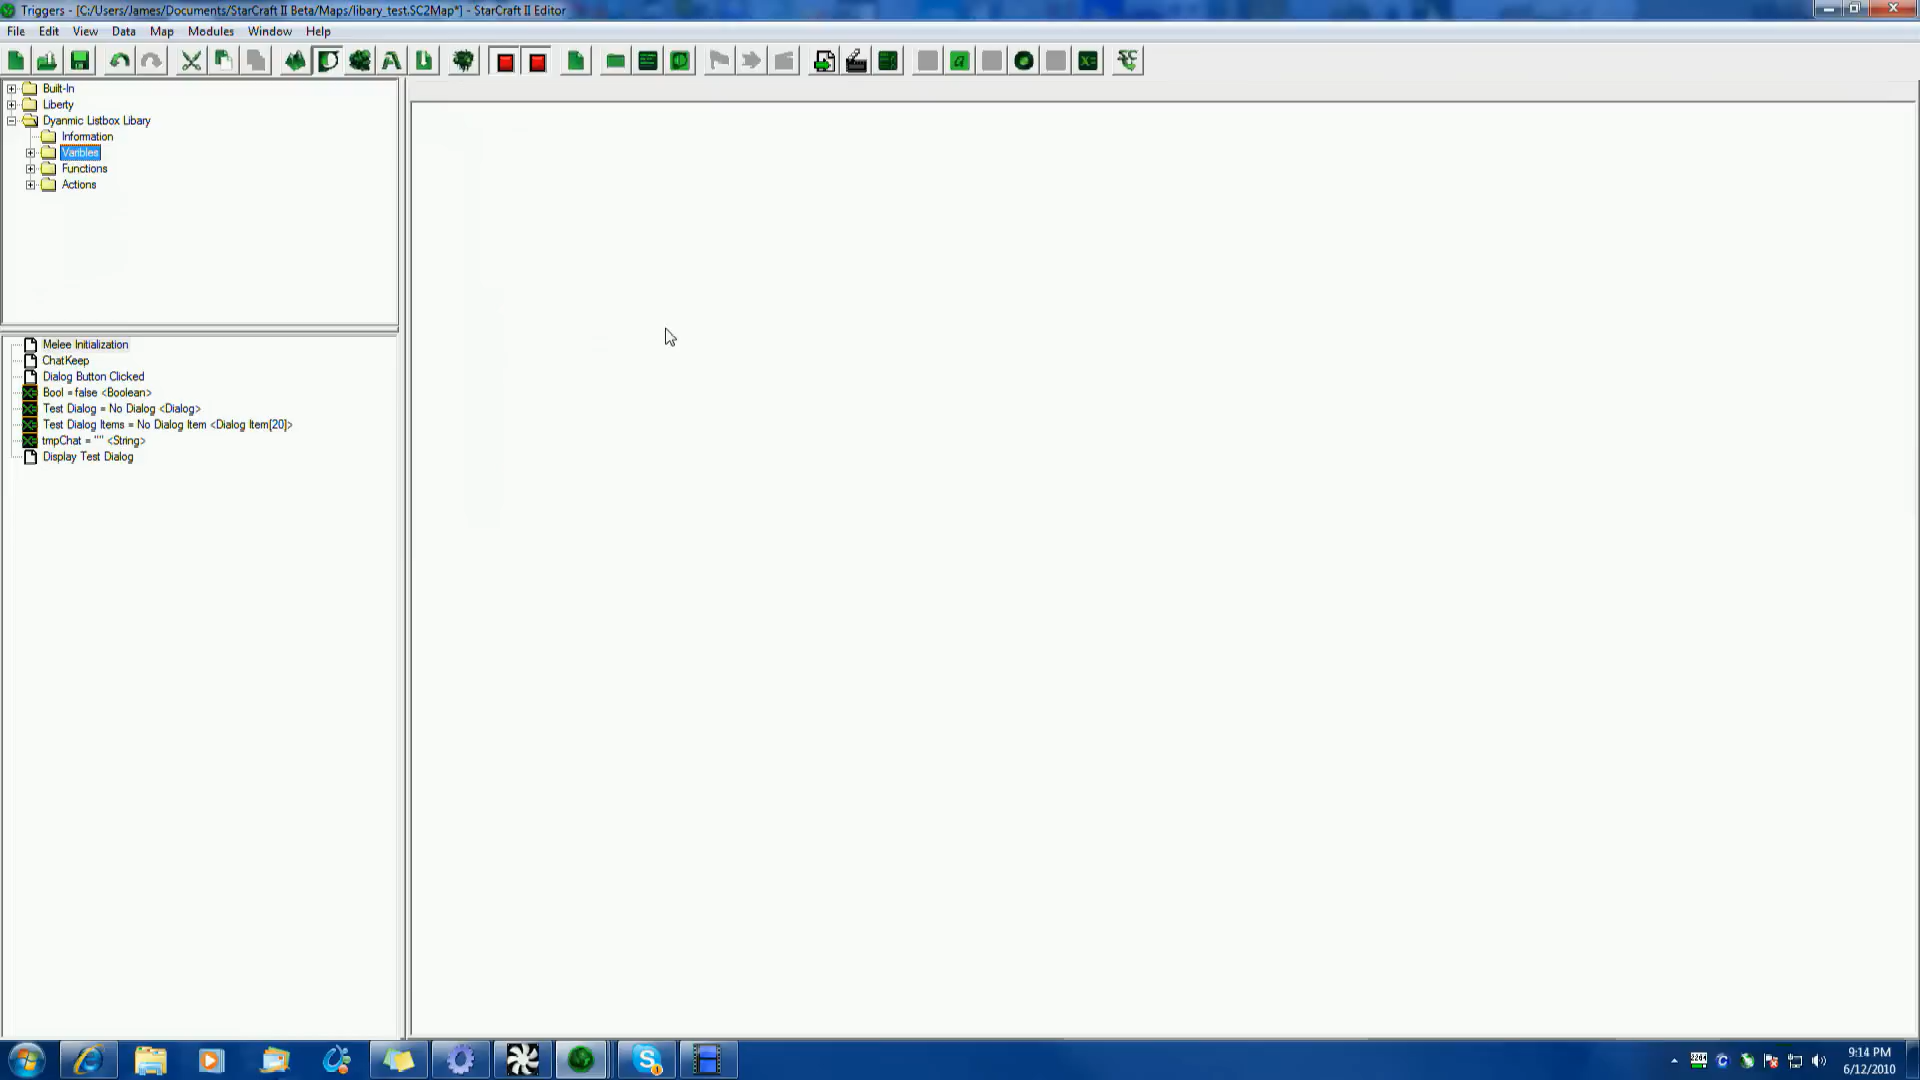 Triggers - [C:/Users/James/Documents/StarCraft II Beta/Maps/libary_test.SC2Map*] - StarCraft II Editor
File Edit View Data Map Modules Window Help
Built-In
Liberty
Dyanmic Listbox Libary
Information
Varibles
Functions
Actions
Melee Initialization
ChatKeep
Dialog Button Clicked
Bool = false <Boolean>
Test Dialog = No Dialog <Dialog>
Test Dialog Items = No Dialog Item <Dialog Item[20]>
tmpChat = "" <String>
Display Test Dialog
9:14 PM
6/12/2010